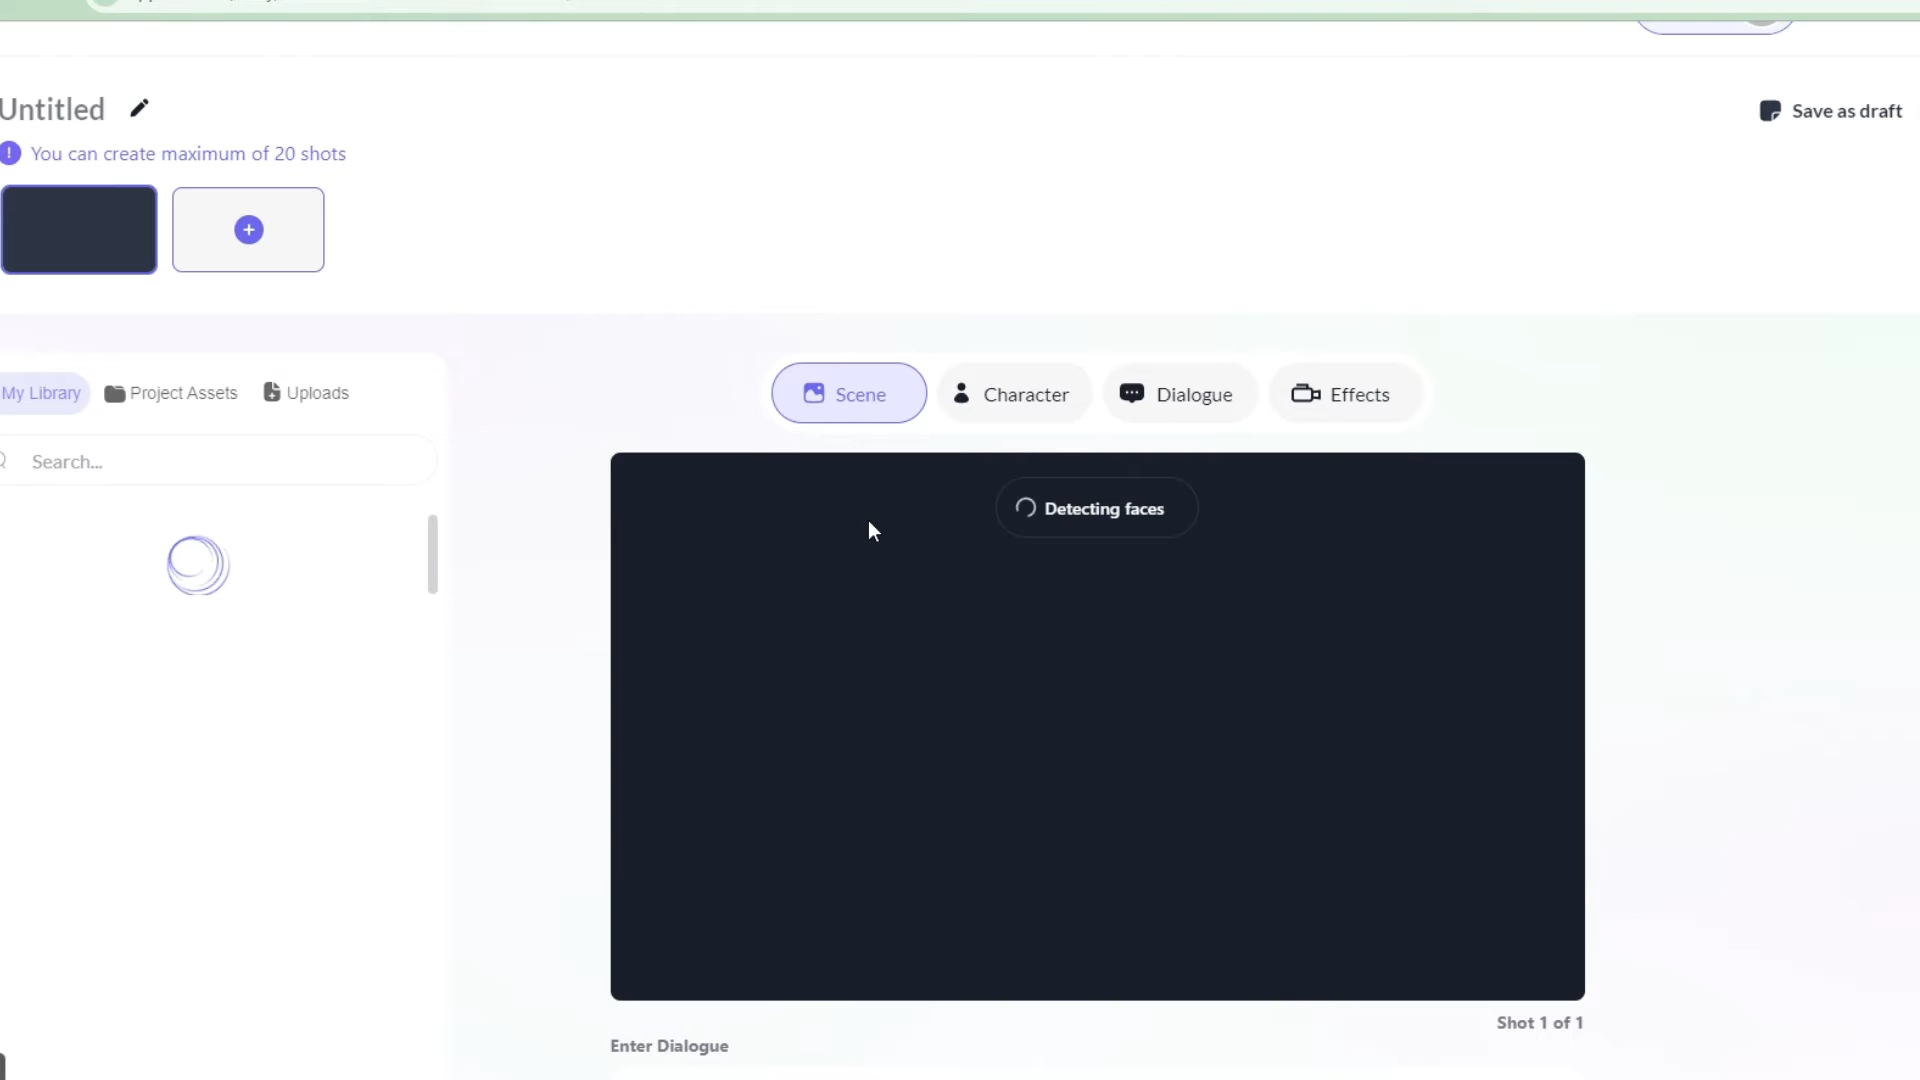 Untitled
Save as draft
You can create maximum of 20 shots
My Library
Project Assets
Uploads
Scene
Character
Dialogue
Effects
Search...
Detecting faces
Shot 1 of 1
Enter Dialogue